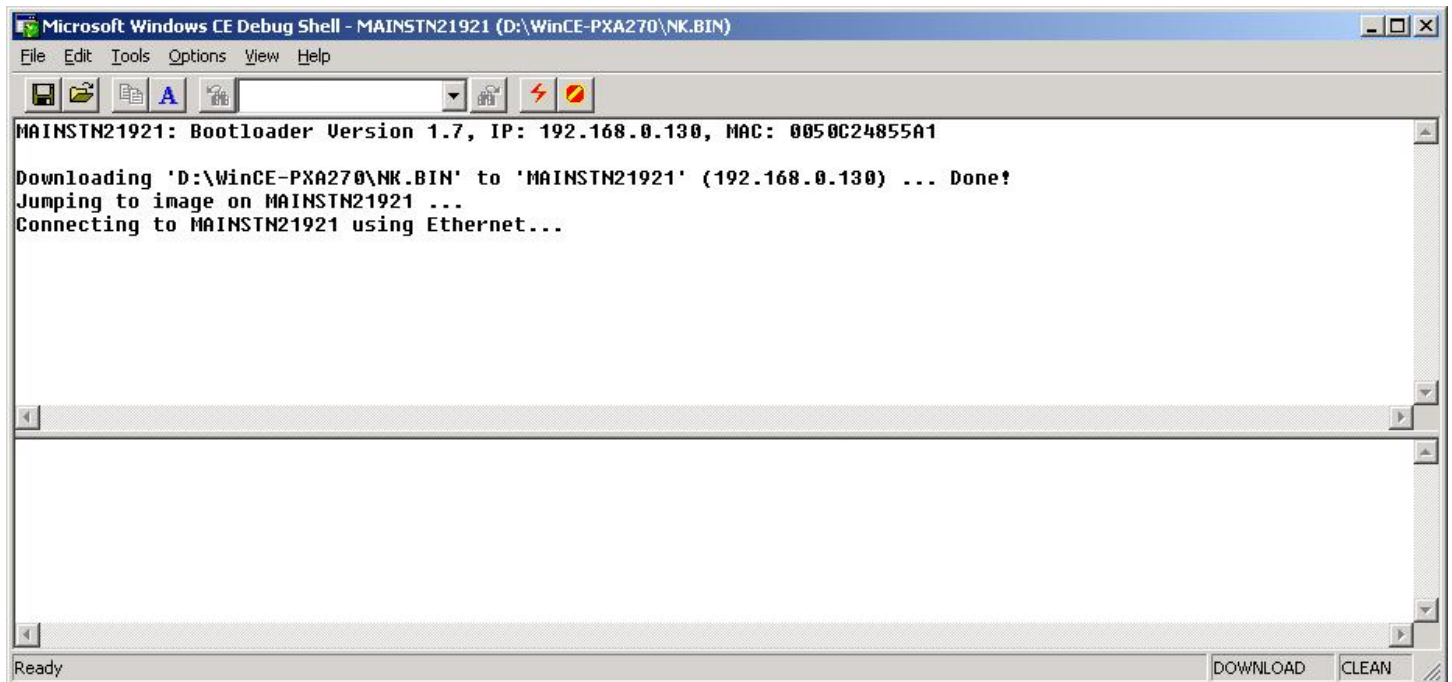 Microsoft Windows CE Debug Shell - MAINSTN21921 (D:\WinCE-PXA270\NK.BIN)
File Edit Tools Options View Help
A
MAINSTN21921: Bootloader Version 1.7, IP: 192.168.0.130, MAC: 0050C24855A1
Downloading 'D:\WinCE-PXA270\NK.BIN' to 'MAINSTN21921' (192.168.0.130) ... Done!
Jumping to image on MAINSTN21921 ...
Connecting to MAINSTN21921 using Ethernet...
Ready DOWNLOAD CLEAN